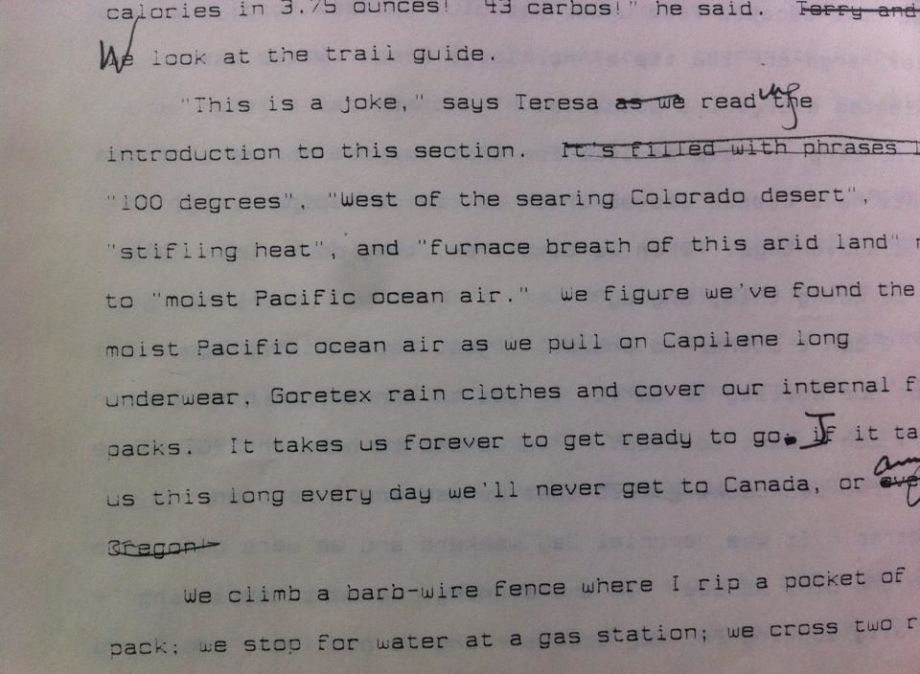 calories in 3.75 ounces! 43 carbos!" he said. Terry and
We look at the trail guide.
"This is a joke," says Teresa as we reading the
introduction to this section. It's filled with phrases
"100 degrees", "West of the searing Colorado desert",
"stifling heat", and "furnace breath of this arid land"
to "moist Pacific ocean air." We figure we've found the
moist Pacific ocean air as we pull on Capilene long
underwear, Goretex rain clothes and cover our internal f
packs. It takes us forever to get ready to go. If it ta
us this long every day we'll never get to Canada, or
Oregon!
We climb a barb-wire fence where I rip a pocket of
pack; we stop for water at a gas station; we cross two r